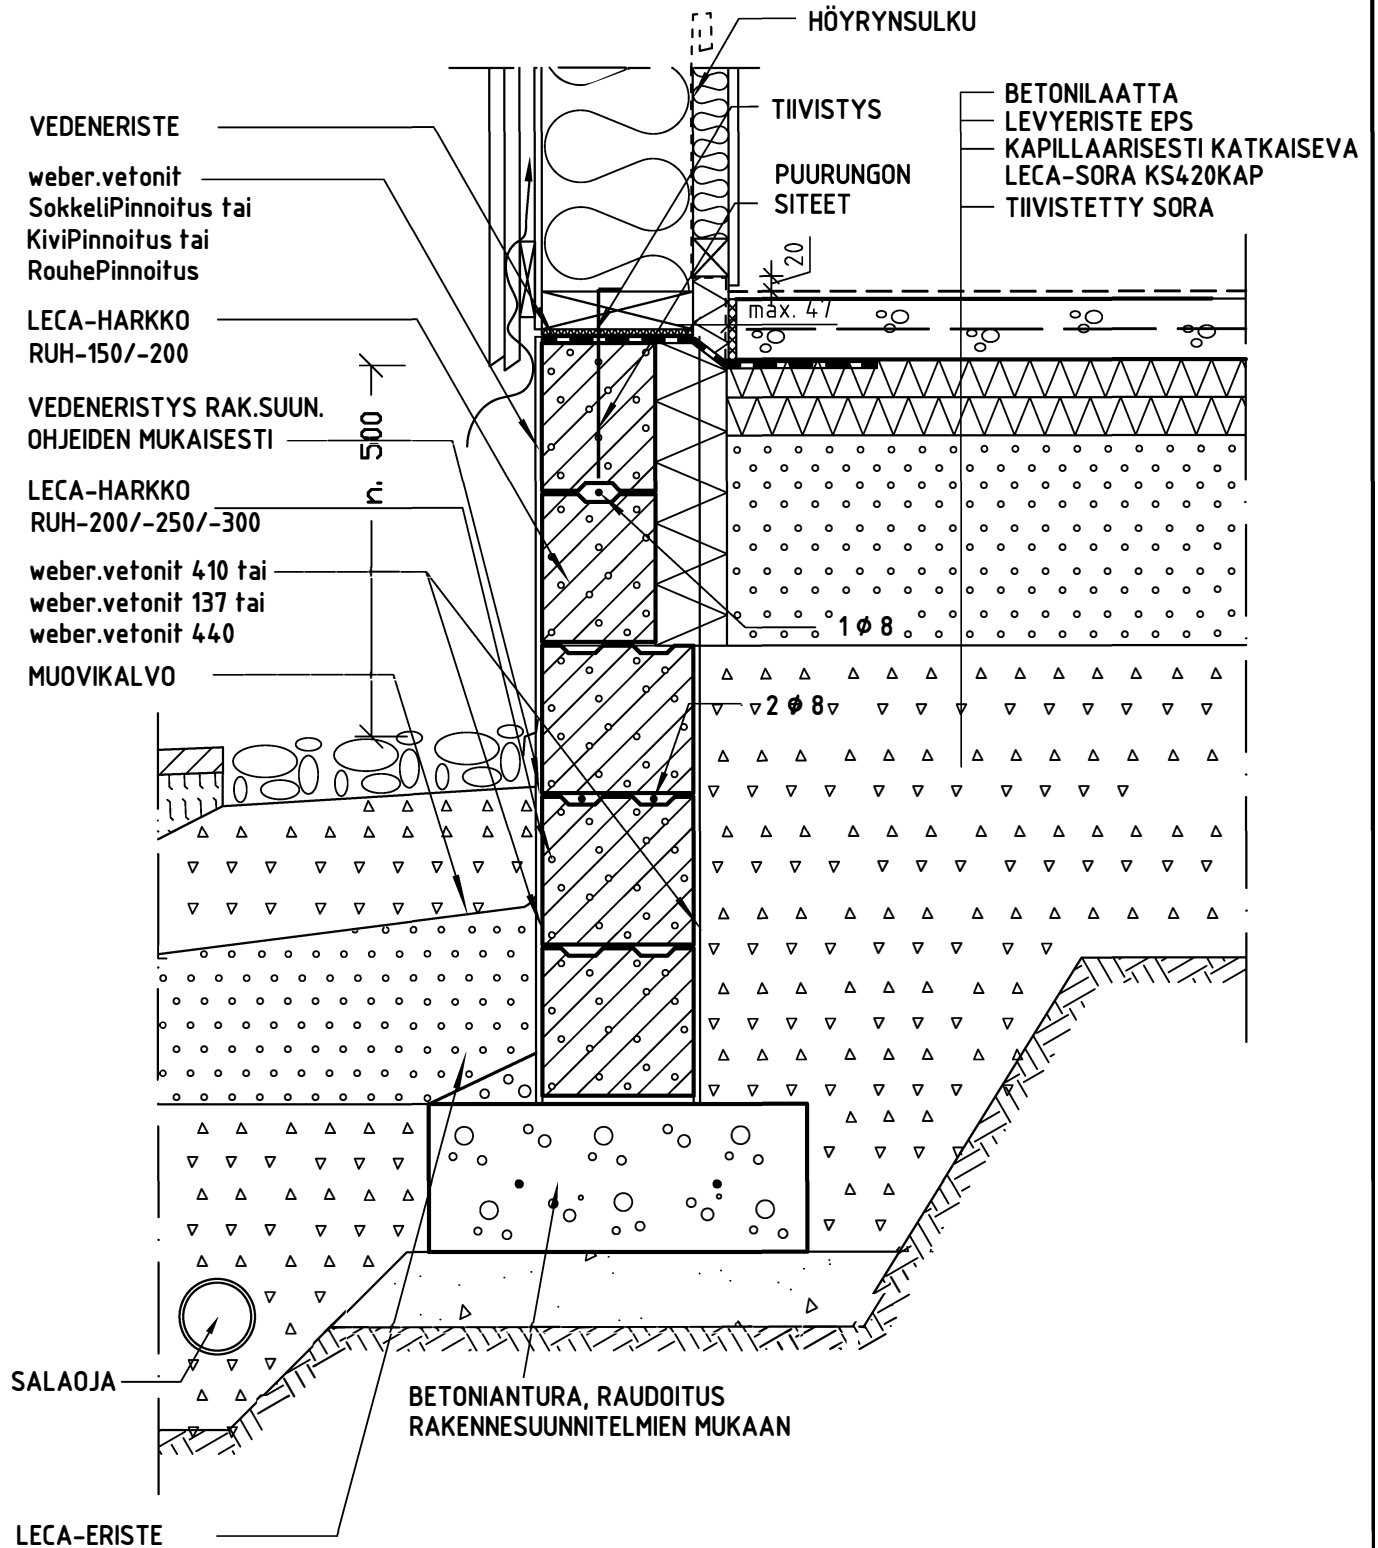 HÖYRYNSULKU
TIIVISTYS
PUURUNGON
SITEET
BETONILAATTA
LEVYERISTE EPS
KAPILLAARISESTI KATKAISEVA
LECA-SORA KS420KAP
TIIVISTETTY SORA
VEDENERISTE
weber.vetonit
SokkeliPinnoitus tai
KiviPinnoitus tai
RouhePinnoitus
LECA-HARKKO
RUH-150/-200
VEDENERISTYS RAK.SUUN.
OHJEIDEN MUKAISESTI
LECA-HARKKO
RUH-200/-250/-300
weber.vetonit 410 tai
weber.vetonit 137 tai
weber.vetonit 440
MUOVIKALVO
n. 500
20
max. 47
1 ϕ 8
2 ϕ 8
SALAOJA
BETONIANTURA, RAUDOITUS
RAKENNESUUNNITELMIEN MUKAAN
LECA-ERISTE